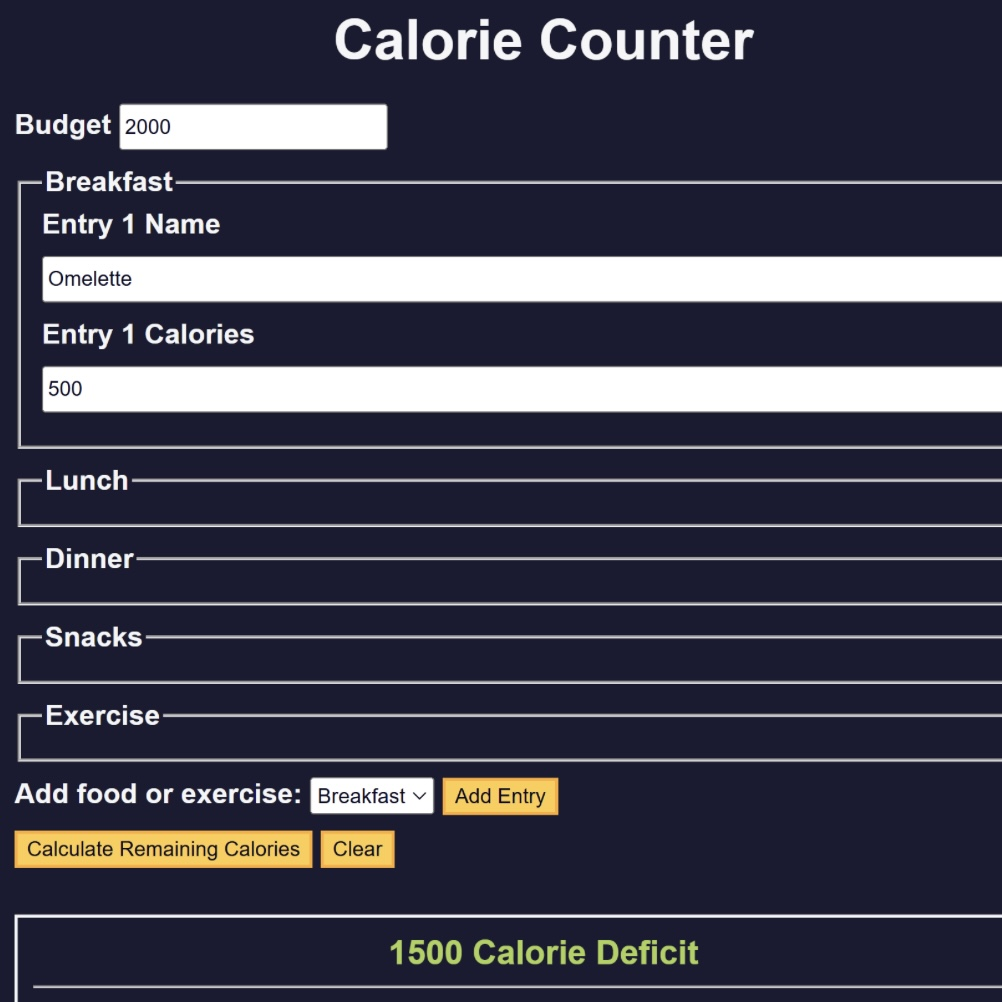 Calorie Counter
Budget 2000
Breakfast
Entry 1 Name
Omelette
Entry 1 Calories
500
Lunch
Dinner
Snacks
Exercise
Add food or exercise: Breakfast Add Entry
Calculate Remaining Calories Clear
1500 Calorie Deficit